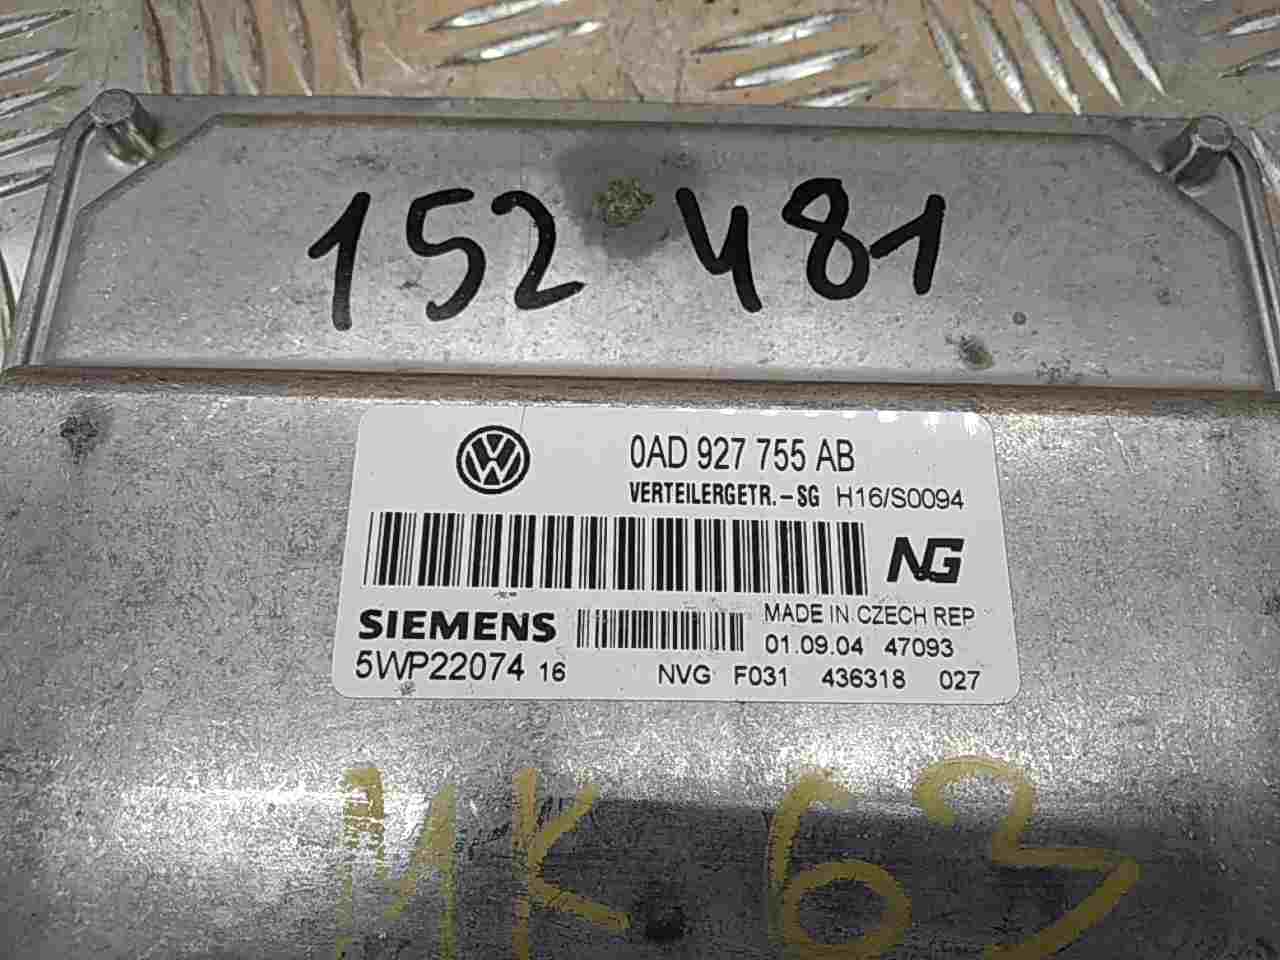 152 481
0AD 927 755 AB
VERTEILERGETR.-SG H16/S0094
NG
SIEMENS
MADE IN CZECH REP
01.09.04 47093
5WP22074 16
NVG F031 436318 027
MK 63